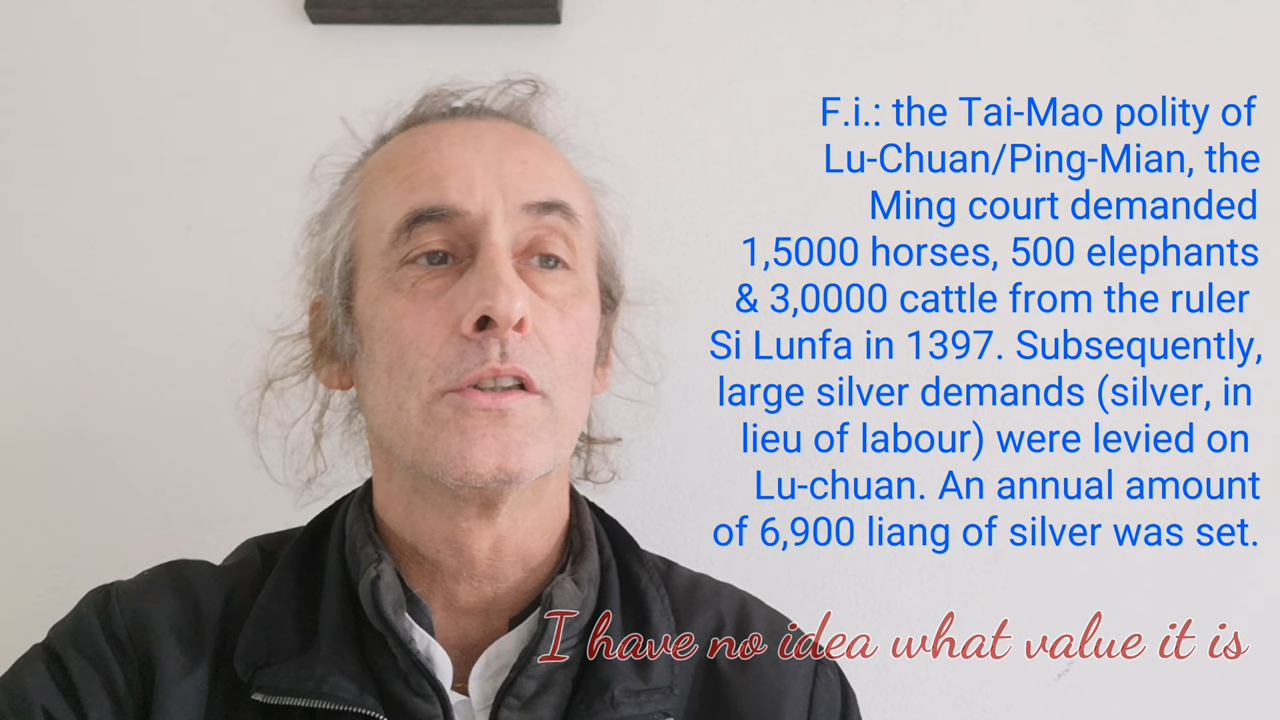 F.i.: the Tai-Mao polity of
Lu-Chuan/Ping-Mian, the
Ming court demanded
1,5000 horses, 500 elephants
& 3,0000 cattle from the ruler
Si Lunfa in 1397. Subsequently,
large silver demands (silver, in
lieu of labour) were levied on
Lu-chuan. An annual amount
of 6,900 liang of silver was set.
I have no idea what value it is